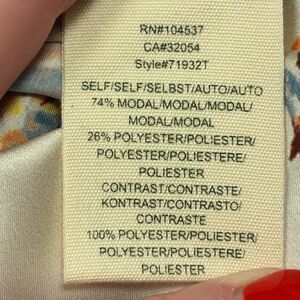 RN#104537
CA#32054
Style#71932T
SELF/SELF/SELBST/AUTO/AUTO
74% MODAL/MODAL/MODAL/
MODAL/MODAL
26% POLYESTER/POLIESTER/
POLYESTER/POLIESTERE/
POLIESTER
CONTRAST/CONTRASTE/
KONTRAST/CONTRASTO/
CONTRASTE
100% POLYESTER/POLIESTER/
POLYESTER/POLIESTERE/
POLIESTER